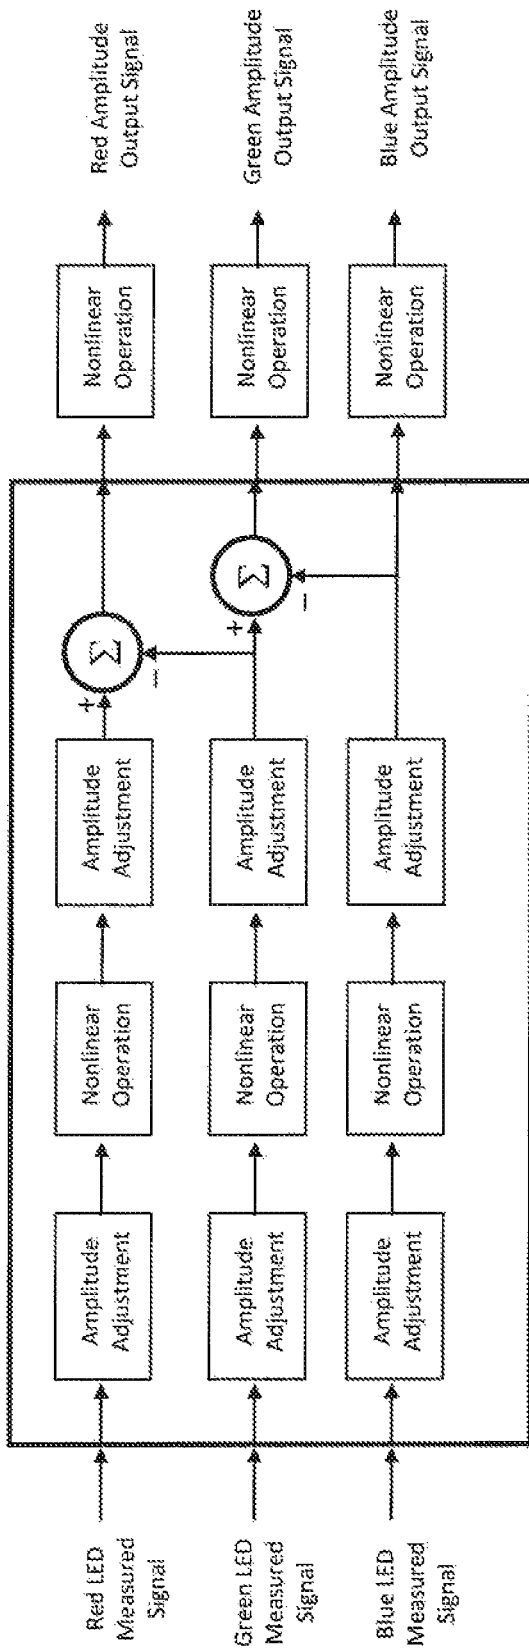 Red LED
Measured
Signal
Amplitude
Adjustment
Nonlinear
Operation
Amplitude
Adjustment
+
−
Σ
Nonlinear
Operation
Red Amplitude
Output Signal
Green LED
Measured
Signal
Amplitude
Adjustment
Nonlinear
Operation
Amplitude
Adjustment
+
−
Σ
Nonlinear
Operation
Green Amplitude
Output Signal
Blue LED
Measured
Signal
Amplitude
Adjustment
Nonlinear
Operation
Amplitude
Adjustment
Nonlinear
Operation
Blue Amplitude
Output Signal